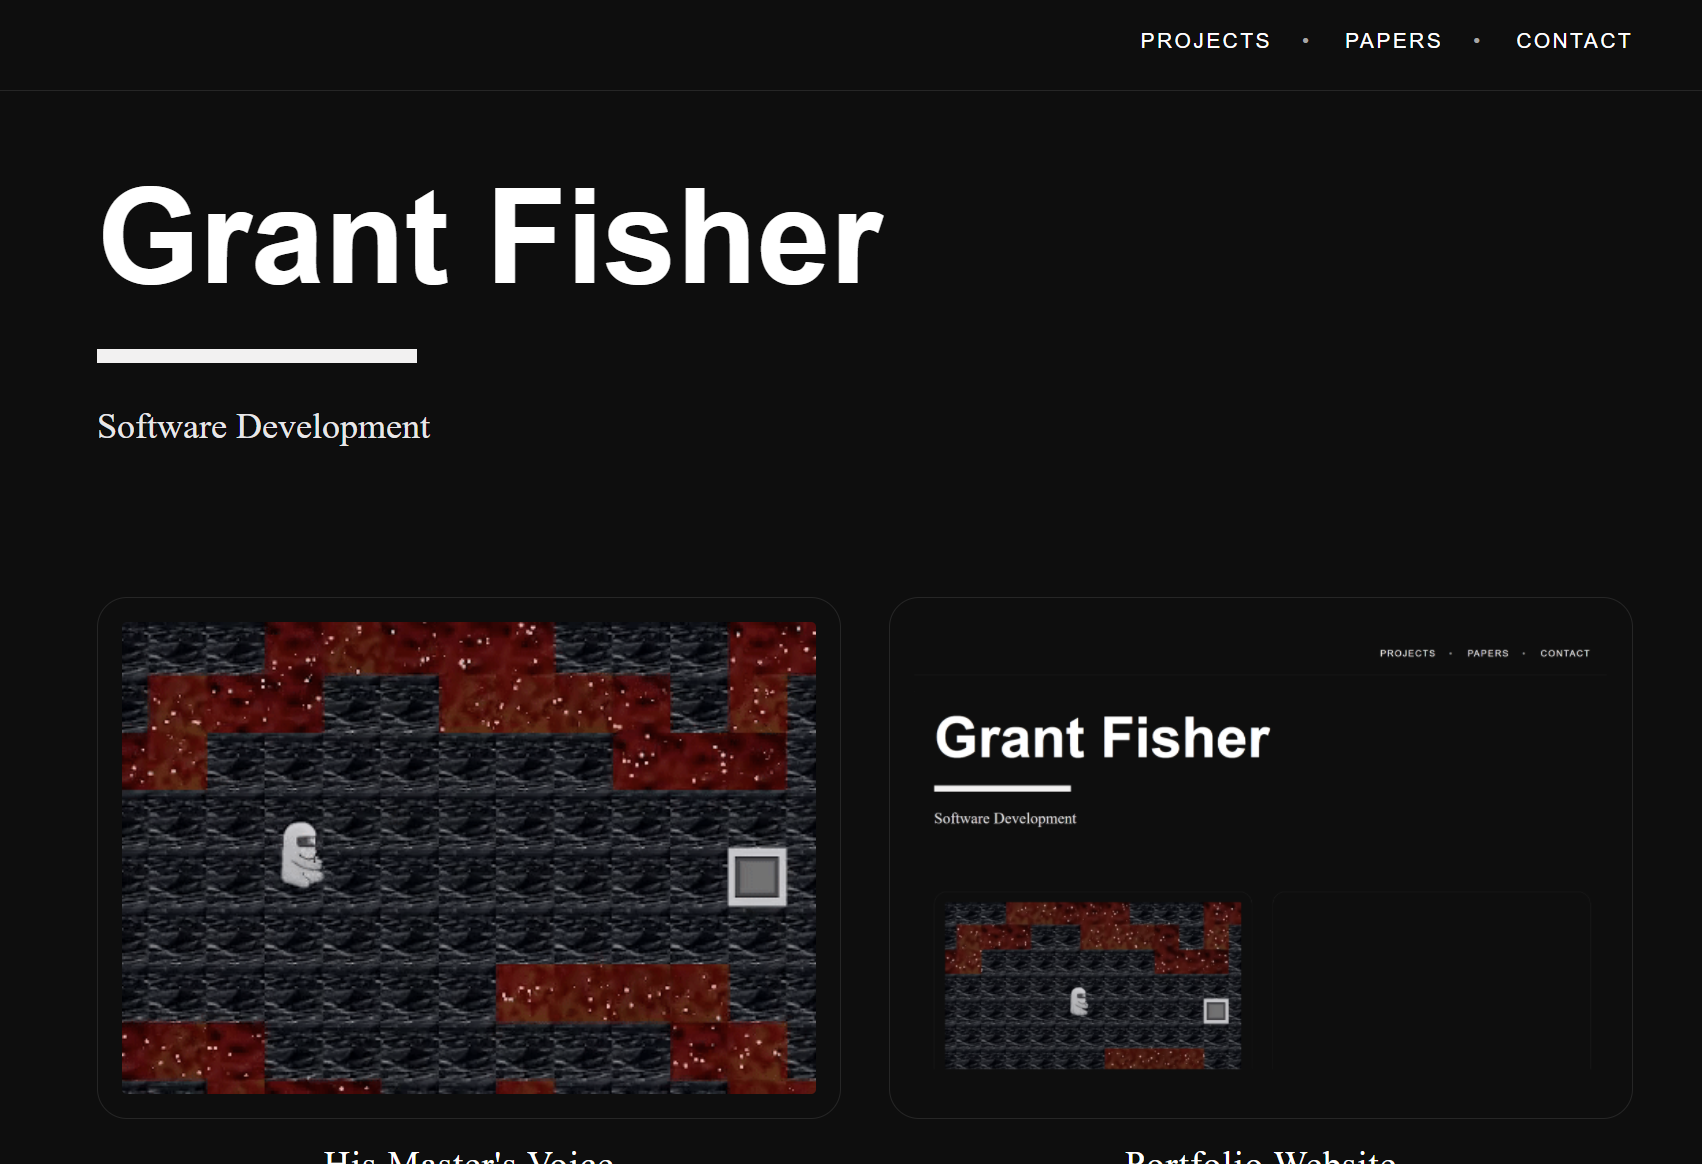 PROJECTS • PAPERS • CONTACT
Grant Fisher
Software Development
PROJECTS • PAPERS • CONTACT
Grant Fisher
Software Development
His Master's Voice
Portfolio Website